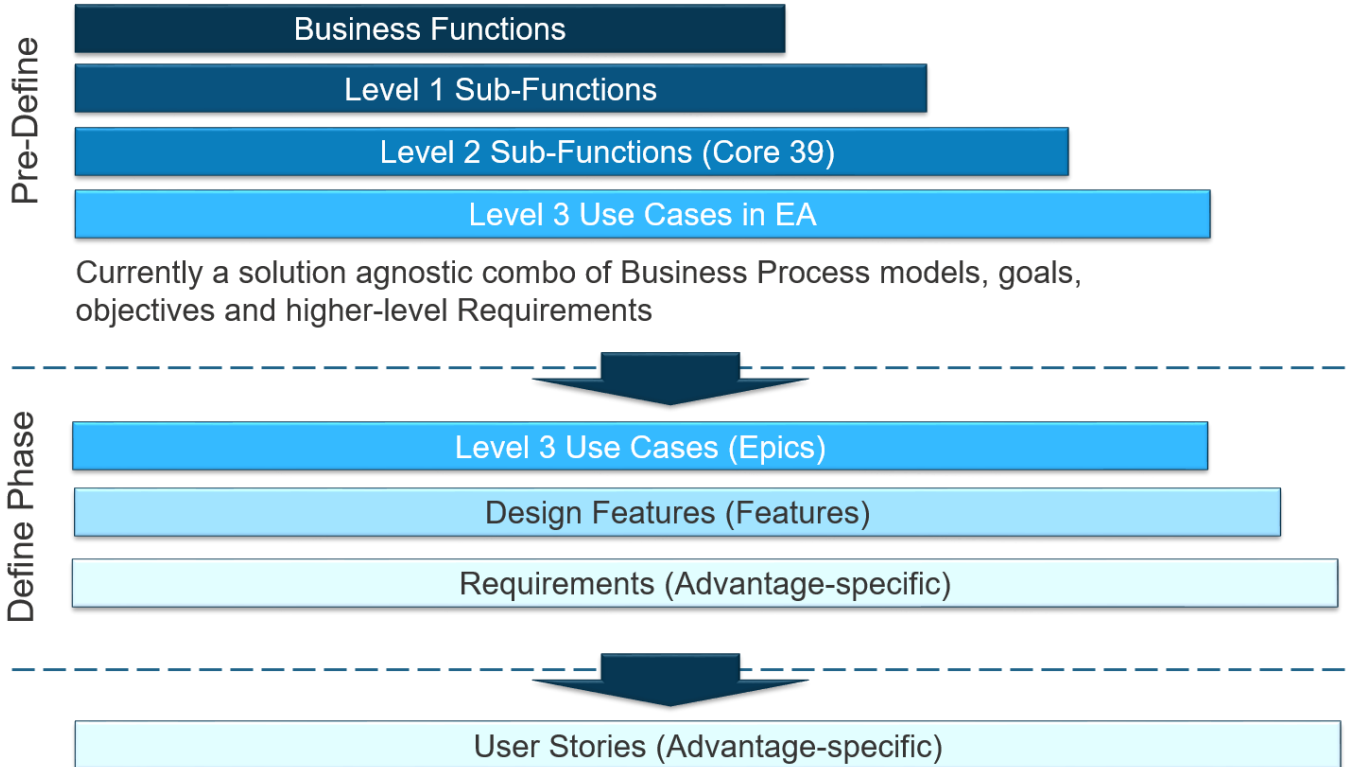 Pre-Define
Business Functions
Level 1 Sub-Functions
Level 2 Sub-Functions (Core 39)
Level 3 Use Cases in EA
Currently a solution agnostic combo of Business Process models, goals,
objectives and higher-level Requirements
Define Phase
Level 3 Use Cases (Epics)
Design Features (Features)
Requirements (Advantage-specific)
User Stories (Advantage-specific)